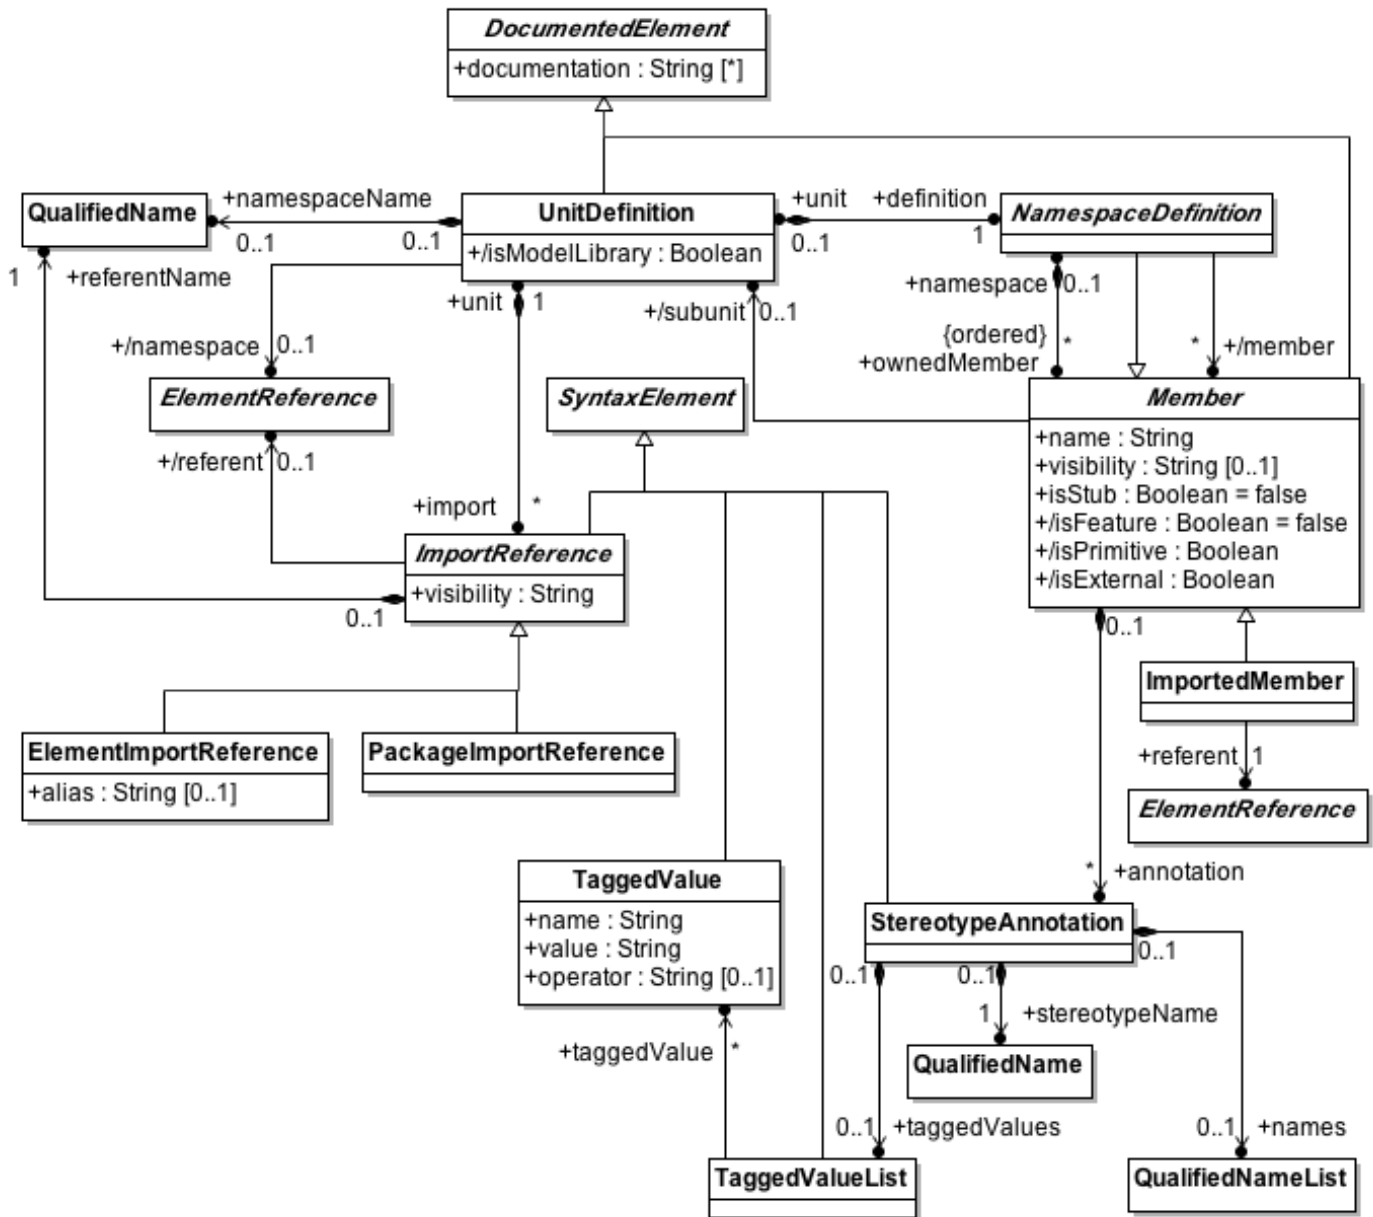 DocumentedElement
+documentation : String [*]
QualifiedName
+namespaceName
0..1
0..1
UnitDefinition
+/isModelLibrary : Boolean
+unit
0..1
+definition
1
NamespaceDefinition
1
+referentName
+/namespace
0..1
+unit
1
+/subunit
0..1
+namespace
0..1
{ordered}
+ownedMember
*
*
+/member
ElementReference
+/referent
0..1
SyntaxElement
Member
+name : String
+visibility : String [0..1]
+isStub : Boolean = false
+/isFeature : Boolean = false
+/isPrimitive : Boolean
+/isExternal : Boolean
+import
*
ImportReference
+visibility : String
0..1
0..1
ImportedMember
+referent
1
ElementReference
ElementImportReference
+alias : String [0..1]
PackageImportReference
TaggedValue
+name : String
+value : String
+operator : String [0..1]
+taggedValue
*
*
+annotation
StereotypeAnnotation
0..1
0..1
0..1
1
+stereotypeName
QualifiedName
0..1
+taggedValues
0..1
+names
TaggedValueList
QualifiedNameList